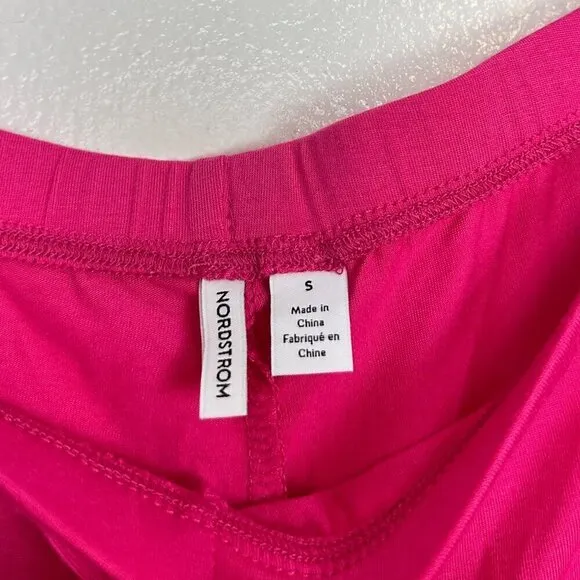 NORDSTROM
S
Made in
China
Fabriqué en
Chine